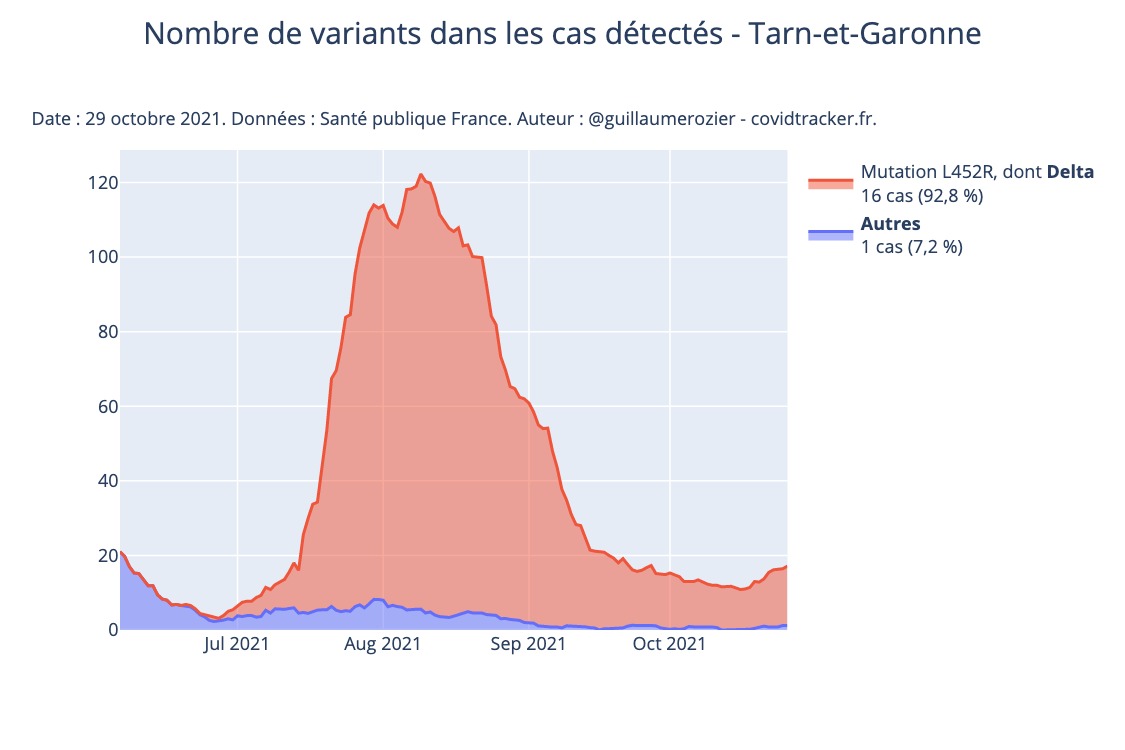 Nombre de variants dans les cas détectés - Tarn-et-Garonne
Date : 29 octobre 2021. Données : Santé publique France. Auteur : @guillaumerozier - covidtracker.fr.
Mutation L452R, dont Delta
16 cas (92,8 %)
Autres
1 cas (7,2 %)
120
100
80
60
40
20
0
Jul 2021 Aug 2021 Sep 2021 Oct 2021